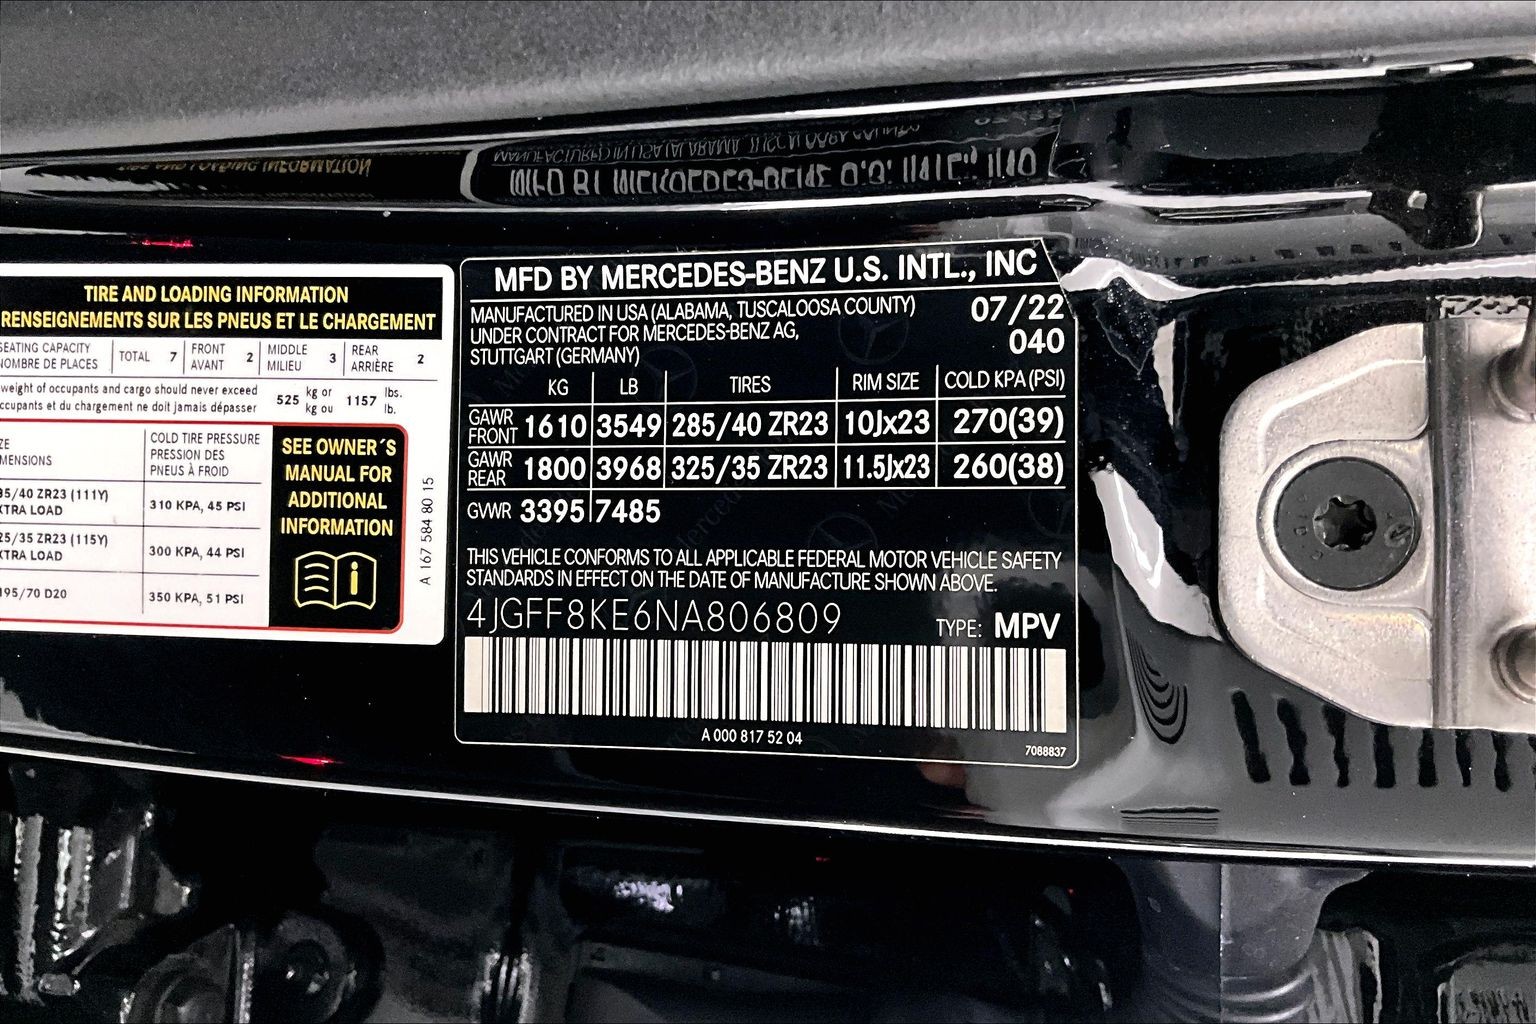 TIRE AND LOADING INFORMATION
RENSEIGNEMENTS SUR LES PNEUS ET LE CHARGEMENT
SEATING CAPACITY
NOMBRE DE PLACES
TOTAL 7
FRONT
AVANT 2
MIDDLE
MILIEU 3
REAR
ARRIÈRE 2
weight of occupants and cargo should never exceed
ccupants et du chargement ne doit jamais dépasser
525 kg or
kg ou
1157 lbs.
lb.
ZE
MENSIONS
COLD TIRE PRESSURE
PRESSION DES
PNEUS À FROID
85/40 ZR23 (111Y)
XTRA LOAD
310 KPA, 45 PSI
25/35 ZR23 (115Y)
XTRA LOAD
300 KPA, 44 PSI
195/70 D20
350 KPA, 51 PSI
SEE OWNER´S
MANUAL FOR
ADDITIONAL
INFORMATION
A 167 584 80 15
MFD BY MERCEDES-BENZ U.S. INTL., INC
MANUFACTURED IN USA (ALABAMA, TUSCALOOSA COUNTY)
UNDER CONTRACT FOR MERCEDES-BENZ AG,
STUTTGART (GERMANY)
07/22
040
KG LB TIRES RIM SIZE COLD KPA (PSI)
GAWR
FRONT 1610 3549 285/40 ZR23 10Jx23 270(39)
GAWR
REAR 1800 3968 325/35 ZR23 11.5Jx23 260(38)
GVWR 3395 7485
THIS VEHICLE CONFORMS TO ALL APPLICABLE FEDERAL MOTOR VEHICLE SAFETY
STANDARDS IN EFFECT ON THE DATE OF MANUFACTURE SHOWN ABOVE.
4JGFF8KE6NA806809
TYPE: MPV
A 000 817 52 04
7088837